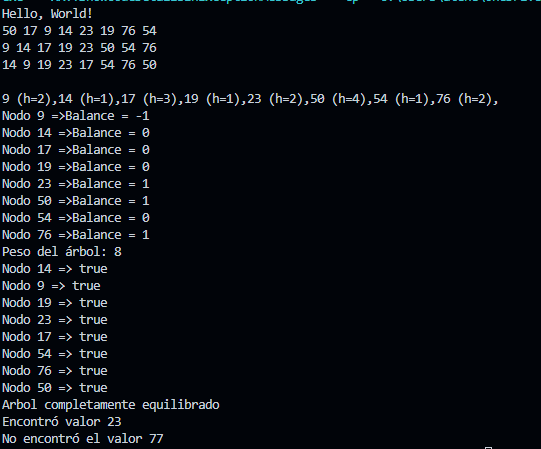 Hello, World!
50 17 9 14 23 19 76 54
9 14 17 19 23 50 54 76
14 9 19 23 17 54 76 50
9 (h=2),14 (h=1),17 (h=3),19 (h=1),23 (h=2),50 (h=4),54 (h=1),76 (h=2),
Nodo 9 =>Balance = -1
Nodo 14 =>Balance = 0
Nodo 17 =>Balance = 0
Nodo 19 =>Balance = 0
Nodo 23 =>Balance = 1
Nodo 50 =>Balance = 1
Nodo 54 =>Balance = 0
Nodo 76 =>Balance = 1
Peso del árbol: 8
Nodo 14 => true
Nodo 9 => true
Nodo 19 => true
Nodo 23 => true
Nodo 17 => true
Nodo 54 => true
Nodo 76 => true
Nodo 50 => true
Arbol completamente equilibrado
Encontró valor 23
No encontró el valor 77